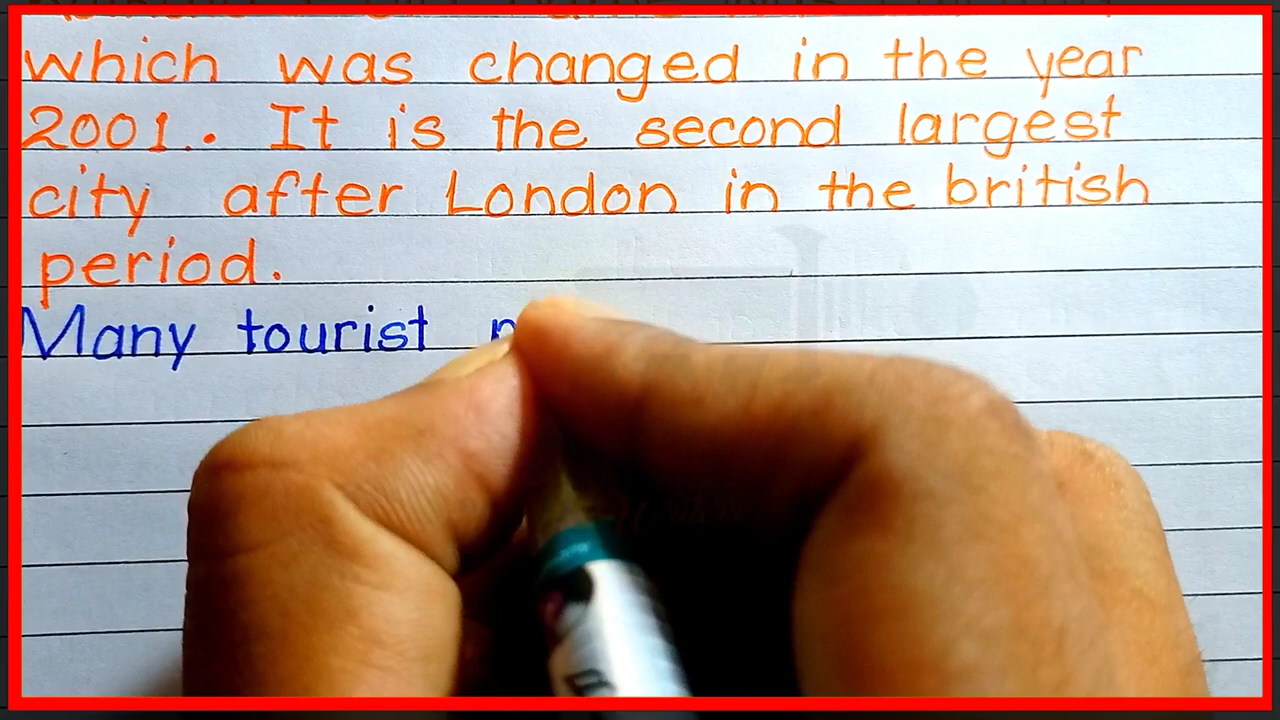 which was changed in the year
2001. It is the second largest
city after London in the british
period.
Many tourist